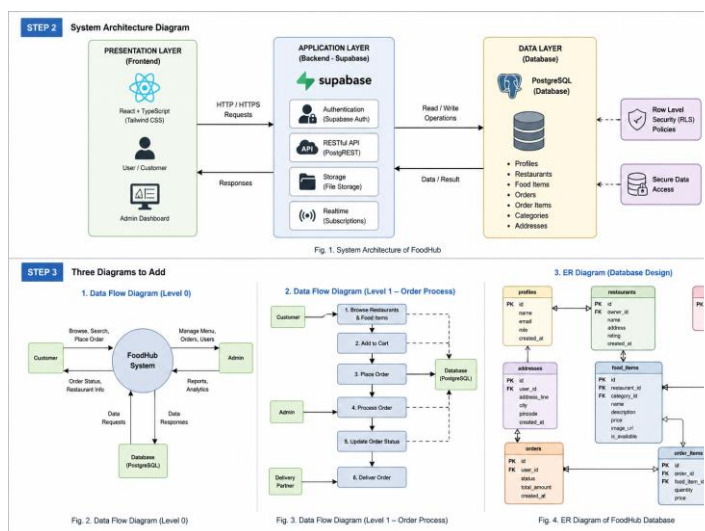 STEP 2 System Architecture Diagram
PRESENTATION LAYER
(Frontend)
React + TypeScript
(Tailwind CSS)
User / Customer
Admin Dashboard
HTTP / HTTPS
Requests
Responses
APPLICATION LAYER
(Backend - Supabase)
supabase
Authentication
(Supabase Auth)
API
RESTful API
(PostgREST)
Storage
(File Storage)
Realtime
(Subscriptions)
Read / Write
Operations
Data / Result
DATA LAYER
(Database)
PostgreSQL
(Database)
• Profiles
• Restaurants
• Food Items
• Orders
• Order Items
• Categories
• Addresses
Row Level
Security (RLS)
Policies
Secure Data
Access
Fig. 1. System Architecture of FoodHub
STEP 3 Three Diagrams to Add
1. Data Flow Diagram (Level 0)
Browse, Search,
Place Order
Manage Menu,
Orders, Users
Customer
FoodHub
System
Admin
Order Status,
Restaurant Info
Reports,
Analytics
Data
Requests
Data
Responses
Database
(PostgreSQL)
Fig. 2. Data Flow Diagram (Level 0)
2. Data Flow Diagram (Level 1 – Order Process)
Customer
1. Browse Restaurants
& Food Items
2. Add to Cart
3. Place Order
Database
(PostgreSQL)
Admin
4. Process Order
5. Update Order Status
Delivery
Partner
6. Deliver Order
Fig. 3. Data Flow Diagram (Level 1 – Order Process)
3. ER Diagram (Database Design)
profiles
PK id
name
email
role
created_at
restaurants
PK id
FK owner_id
name
address
rating
created_at
addresses
PK id
FK user_id
address_line
city
pincode
created_at
food_items
PK id
FK restaurant_id
FK category_id
name
description
price
image_url
is_available
orders
PK id
FK user_id
status
total_amount
created_at
order_items
PK id
FK order_id
FK food_item_id
quantity
price
Fig. 4. ER Diagram of FoodHub Database